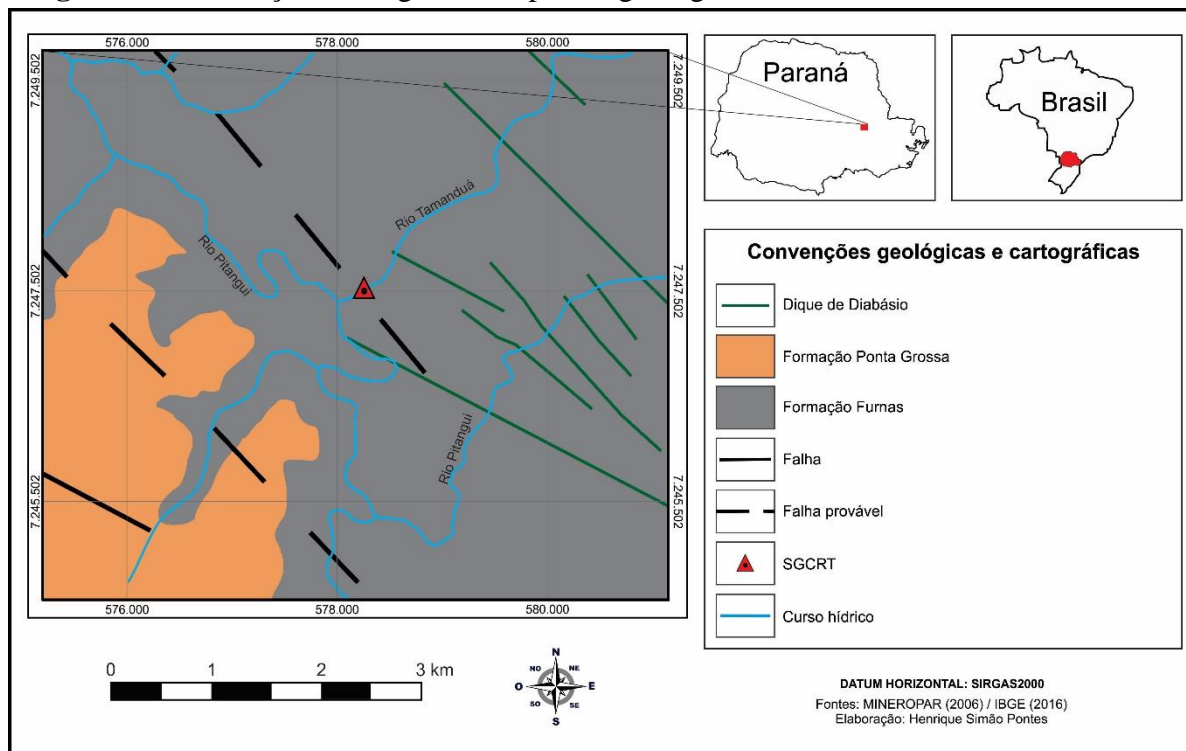 576.000
578.000
580.000
7.249.502
7.249.502
Paraná
Brasil
Rio Tamanduá
Rio Pitangui
7.247.502
7.247.502
Rio Pitangui
7.245.502
7.245.502
576.000
578.000
580.000
Convenções geológicas e cartográficas
Dique de Diabásio
Formação Ponta Grossa
Formação Furnas
Falha
Falha provável
SGCRT
Curso hídrico
0 1 2 3 km
N
NO NE
O E
SO SE
S
DATUM HORIZONTAL: SIRGAS2000
Fontes: MINEROPAR (2006) / IBGE (2016)
Elaboração: Henrique Simão Pontes